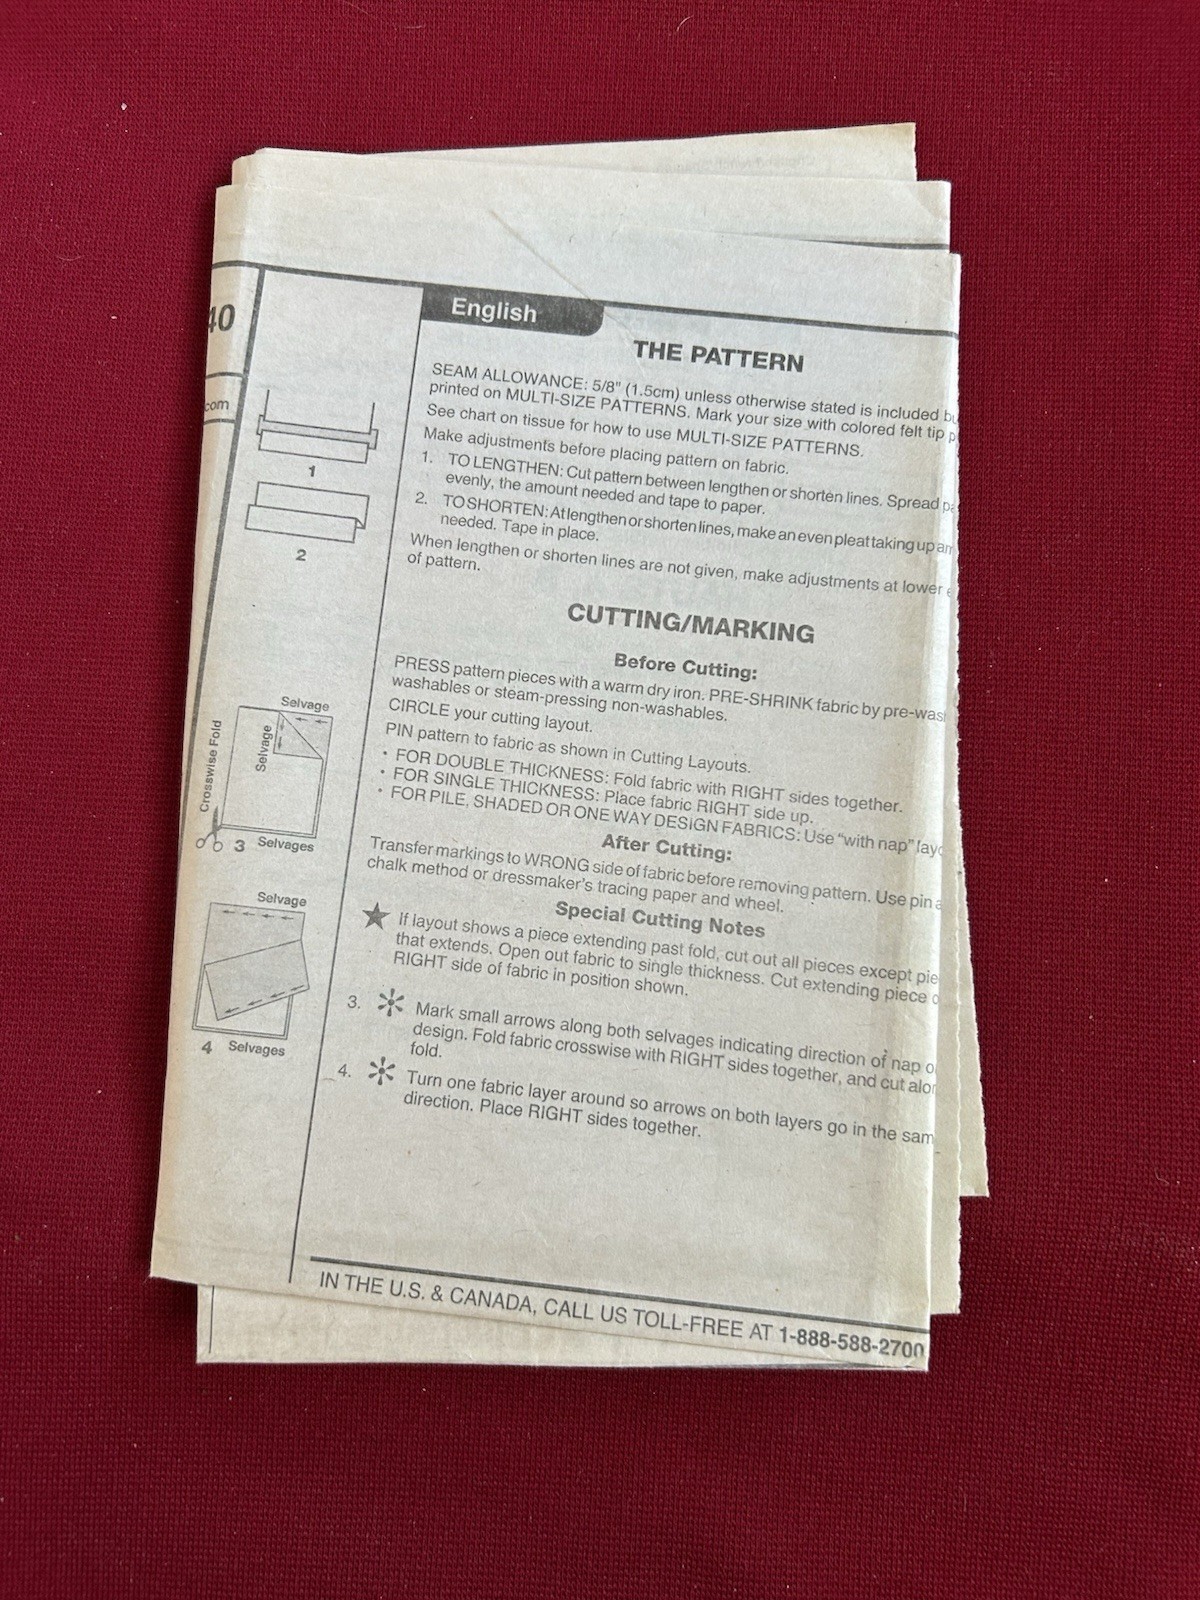 40
com
1
2
Selvage
Selvage
Crosswise Fold
3 Selvages
Selvage
4 Selvages
English
THE PATTERN
SEAM ALLOWANCE: 5/8" (1.5cm) unless otherwise stated is included
printed on MULTI-SIZE PATTERNS. Mark your size with colored felt tip
See chart on tissue for how to use MULTI-SIZE PATTERNS.
Make adjustments before placing pattern on fabric.
1. TO LENGTHEN: Cut pattern between lengthen or shorten lines. Spread
evenly, the amount needed and tape to paper.
2. TO SHORTEN: At lengthen or shorten lines, make an even pleat taking up
needed. Tape in place.
When lengthen or shorten lines are not given, make adjustments at lower
of pattern.
CUTTING/MARKING
Before Cutting:
PRESS pattern pieces with a warm dry iron. PRE-SHRINK fabric by pre-was
washables or steam-pressing non-washables.
CIRCLE your cutting layout.
PIN pattern to fabric as shown in Cutting Layouts.
• FOR DOUBLE THICKNESS: Fold fabric with RIGHT sides together.
• FOR SINGLE THICKNESS: Place fabric RIGHT side up.
• FOR PILE, SHADED OR ONE WAY DESIGN FABRICS: Use "with nap" lay
After Cutting:
Transfer markings to WRONG side of fabric before removing pattern. Use pin
chalk method or dressmaker's tracing paper and wheel.
Special Cutting Notes
★ If layout shows a piece extending past fold, cut out all pieces except pie
that extends. Open out fabric to single thickness. Cut extending piece
RIGHT side of fabric in position shown.
3. ✻ Mark small arrows along both selvages indicating direction of nap
design. Fold fabric crosswise with RIGHT sides together, and cut alo
fold.
4. ✻ Turn one fabric layer around so arrows on both layers go in the sam
direction. Place RIGHT sides together.
IN THE U.S. & CANADA, CALL US TOLL-FREE AT 1-888-588-2700